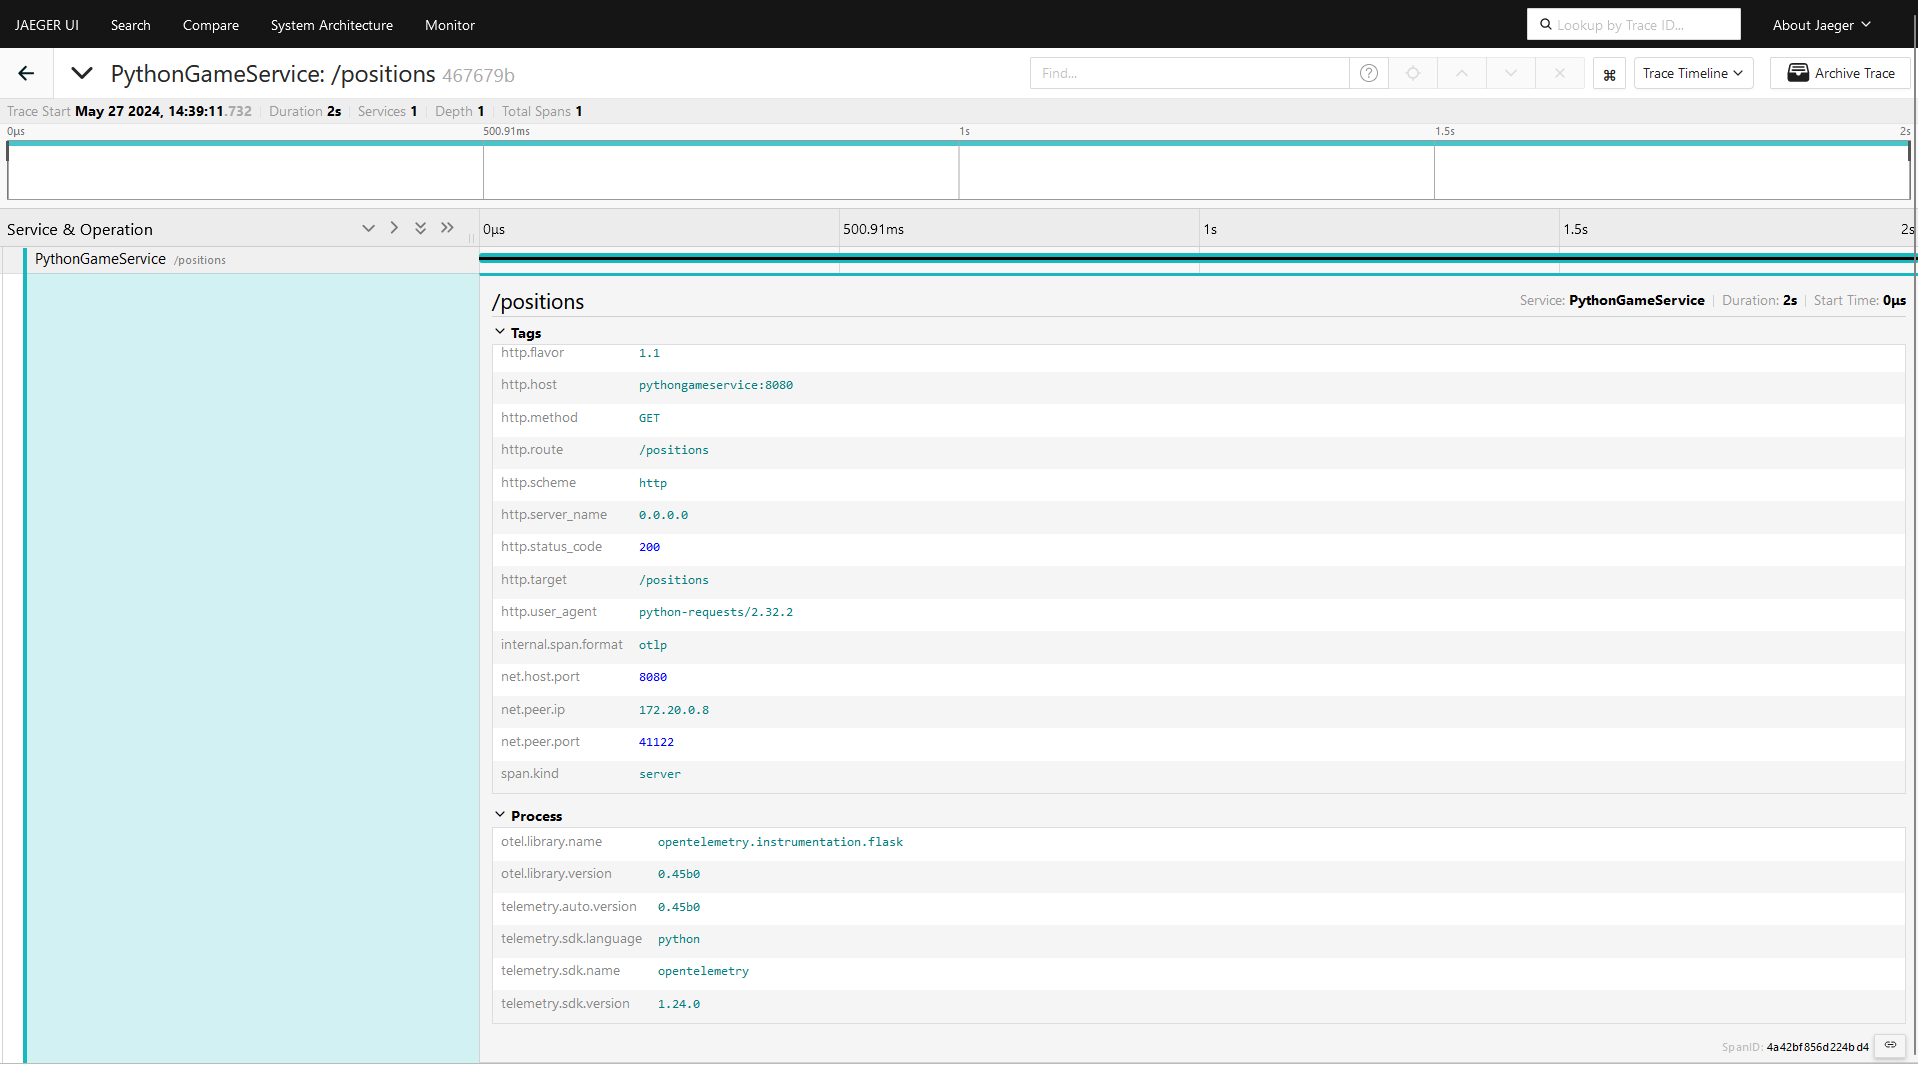 JAEGER UI Search Compare System Architecture Monitor Lookup by Trace ID... About Jaeger
PythonGameService: /positions 467679b Find... ? ⌘ Trace Timeline Archive Trace
Trace Start May 27 2024, 14:39:11.732 Duration 2s Services 1 Depth 1 Total Spans 1
0μs 500.91ms 1s 1.5s 2s
Service & Operation 0μs 500.91ms 1s 1.5s 2s
PythonGameService /positions
/positions Service: PythonGameService Duration: 2s Start Time: 0μs
Tags
http.flavor 1.1
http.host pythongameservice:8080
http.method GET
http.route /positions
http.scheme http
http.server_name 0.0.0.0
http.status_code 200
http.target /positions
http.user_agent python-requests/2.32.2
internal.span.format otlp
net.host.port 8080
net.peer.ip 172.20.0.8
net.peer.port 41122
span.kind server
Process
otel.library.name opentelemetry.instrumentation.flask
otel.library.version 0.45b0
telemetry.auto.version 0.45b0
telemetry.sdk.language python
telemetry.sdk.name opentelemetry
telemetry.sdk.version 1.24.0
SpanID: 4a42bf856d224bd4